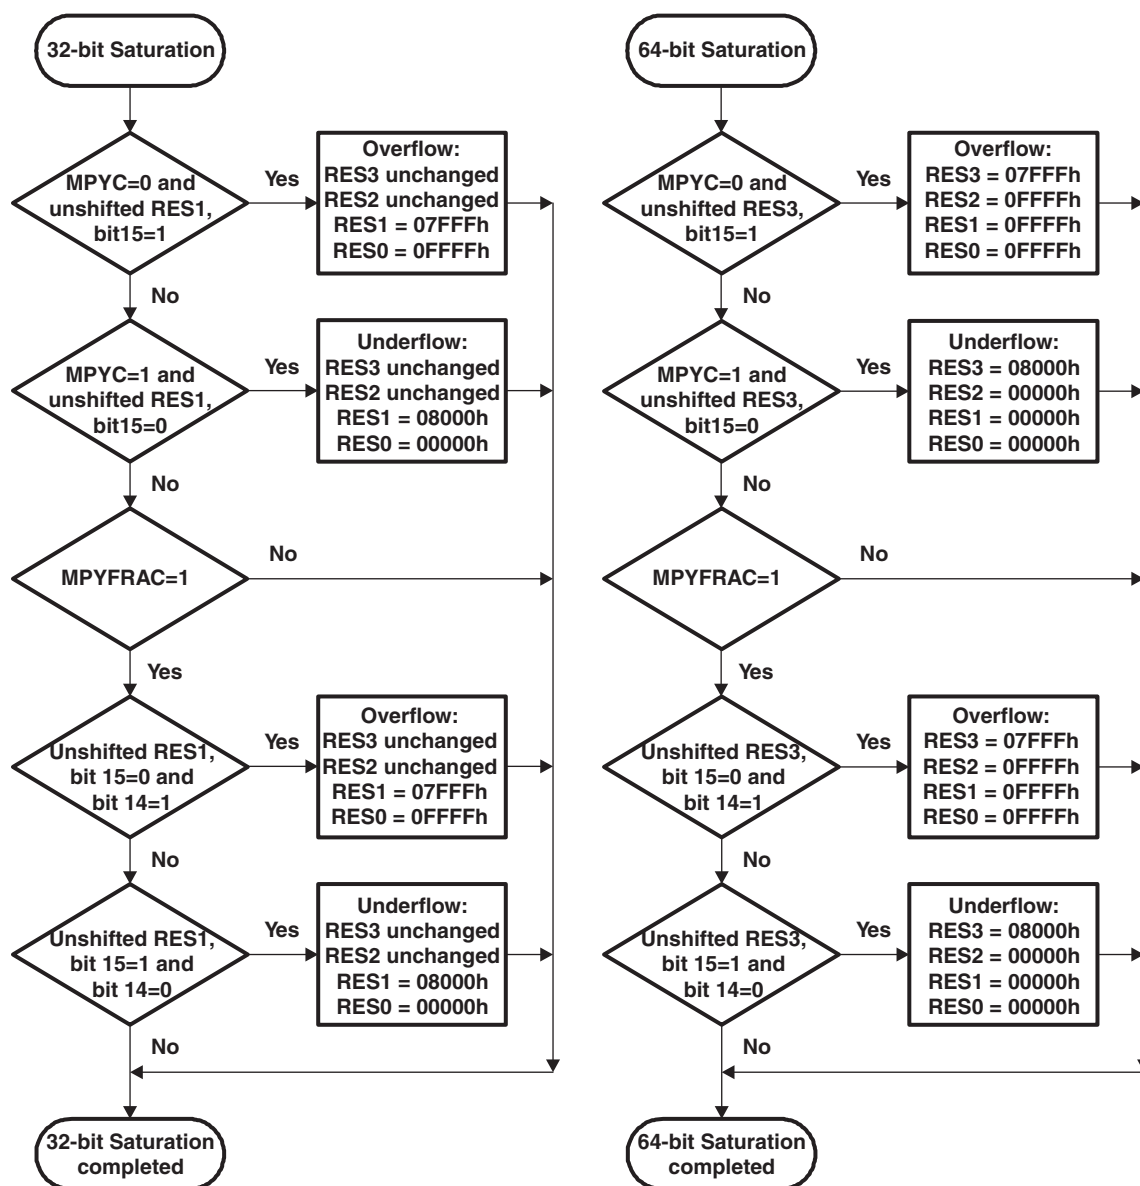 32-bit Saturation
MPYC=0 and
unshifted RES1,
bit15=1
Yes
Overflow:
RES3 unchanged
RES2 unchanged
RES1 = 07FFFh
RES0 = 0FFFFh
No
MPYC=1 and
unshifted RES1,
bit15=0
Yes
Underflow:
RES3 unchanged
RES2 unchanged
RES1 = 08000h
RES0 = 00000h
No
MPYFRAC=1
No
Yes
Unshifted RES1,
bit 15=0 and
bit 14=1
Yes
Overflow:
RES3 unchanged
RES2 unchanged
RES1 = 07FFFh
RES0 = 0FFFFh
No
Unshifted RES1,
bit 15=1 and
bit 14=0
Yes
Underflow:
RES3 unchanged
RES2 unchanged
RES1 = 08000h
RES0 = 00000h
No
32-bit Saturation
completed
64-bit Saturation
MPYC=0 and
unshifted RES3,
bit15=1
Yes
Overflow:
RES3 = 07FFFh
RES2 = 0FFFFh
RES1 = 0FFFFh
RES0 = 0FFFFh
No
MPYC=1 and
unshifted RES3,
bit15=0
Yes
Underflow:
RES3 = 08000h
RES2 = 00000h
RES1 = 00000h
RES0 = 00000h
No
MPYFRAC=1
No
Yes
Unshifted RES3,
bit 15=0 and
bit 14=1
Yes
Overflow:
RES3 = 07FFFh
RES2 = 0FFFFh
RES1 = 0FFFFh
RES0 = 0FFFFh
No
Unshifted RES3,
bit 15=1 and
bit 14=0
Yes
Underflow:
RES3 = 08000h
RES2 = 00000h
RES1 = 00000h
RES0 = 00000h
No
64-bit Saturation
completed